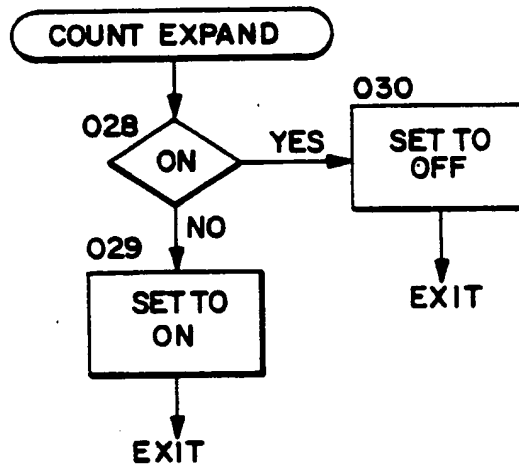 COUNT EXPAND
028
ON
YES
030
SET TO
OFF
EXIT
NO
029
SET TO
ON
EXIT